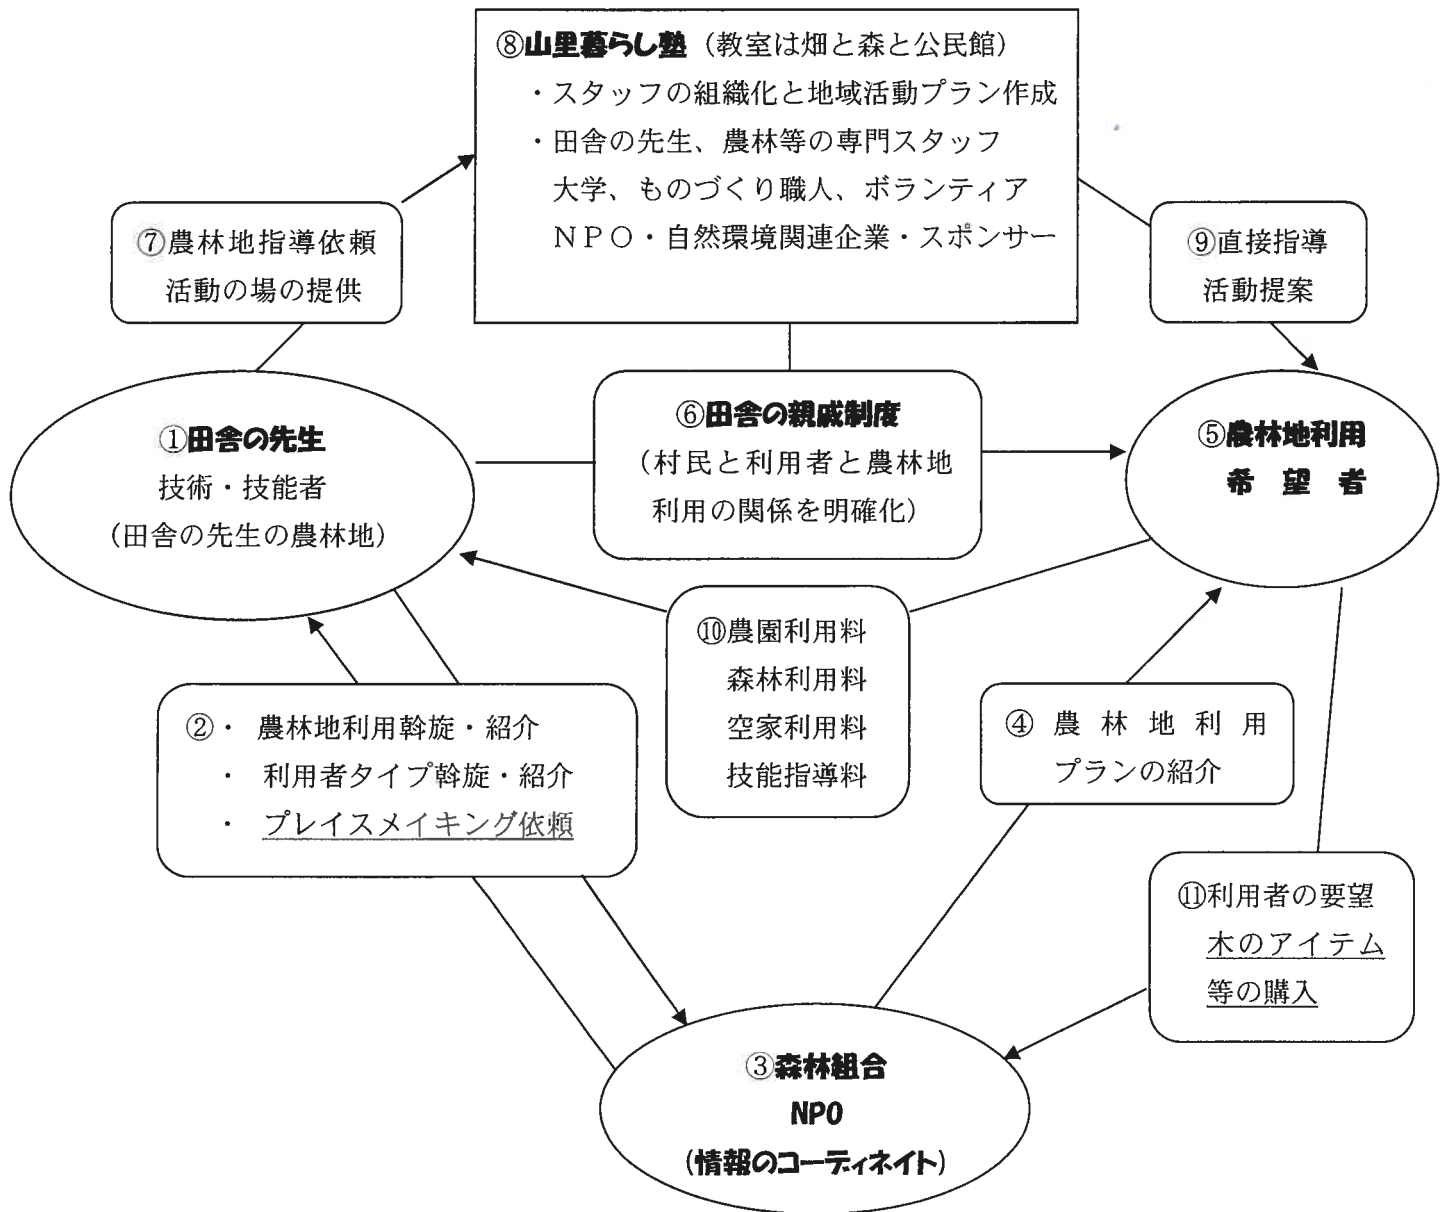 ⑧山里暮らし塾（教室は畑と森と公民館）
・スタッフの組織化と地域活動プラン作成
・田舎の先生、農林等の専門スタッフ
大学、ものづくり職人、ボランティア
ＮＰＯ・自然環境関連企業・スポンサー
⑦農林地指導依頼
活動の場の提供
⑨直接指導
活動提案
①田舎の先生
技術・技能者
（田舎の先生の農林地）
⑥田舎の親戚制度
（村民と利用者と農林地
利用の関係を明確化）
⑤農林地利用
希　望　者
⑩農園利用料
森林利用料
空家利用料
技能指導料
②・ 農林地利用斡旋・紹介
・ 利用者タイプ斡旋・紹介
・ プレイスメイキング依頼
④ 農 林 地 利 用
プランの紹介
⑪利用者の要望
木のアイテム
等の購入
③森林組合
NPO
（情報のコーディネイト）